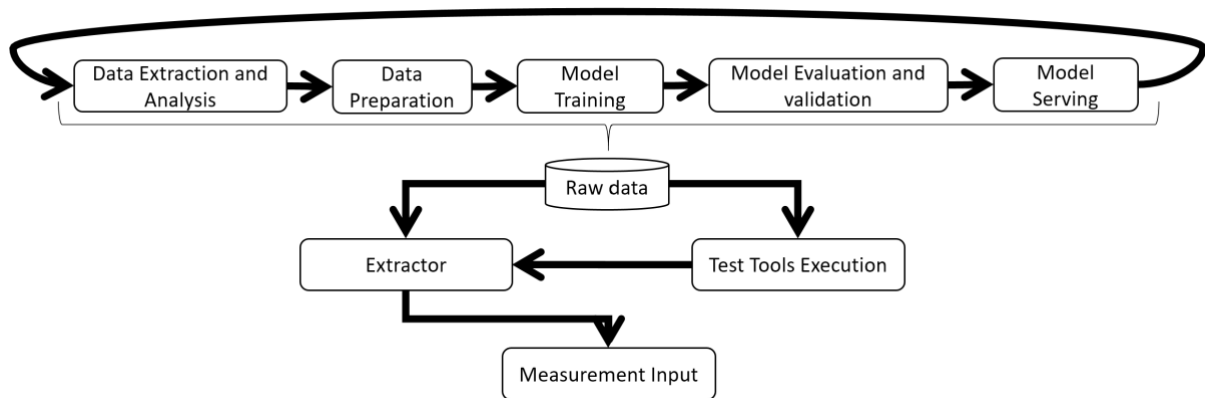 Data Extraction and
Analysis
Data
Preparation
Model
Training
Model Evaluation and
validation
Model
Serving
Raw data
Extractor
Test Tools Execution
Measurement Input